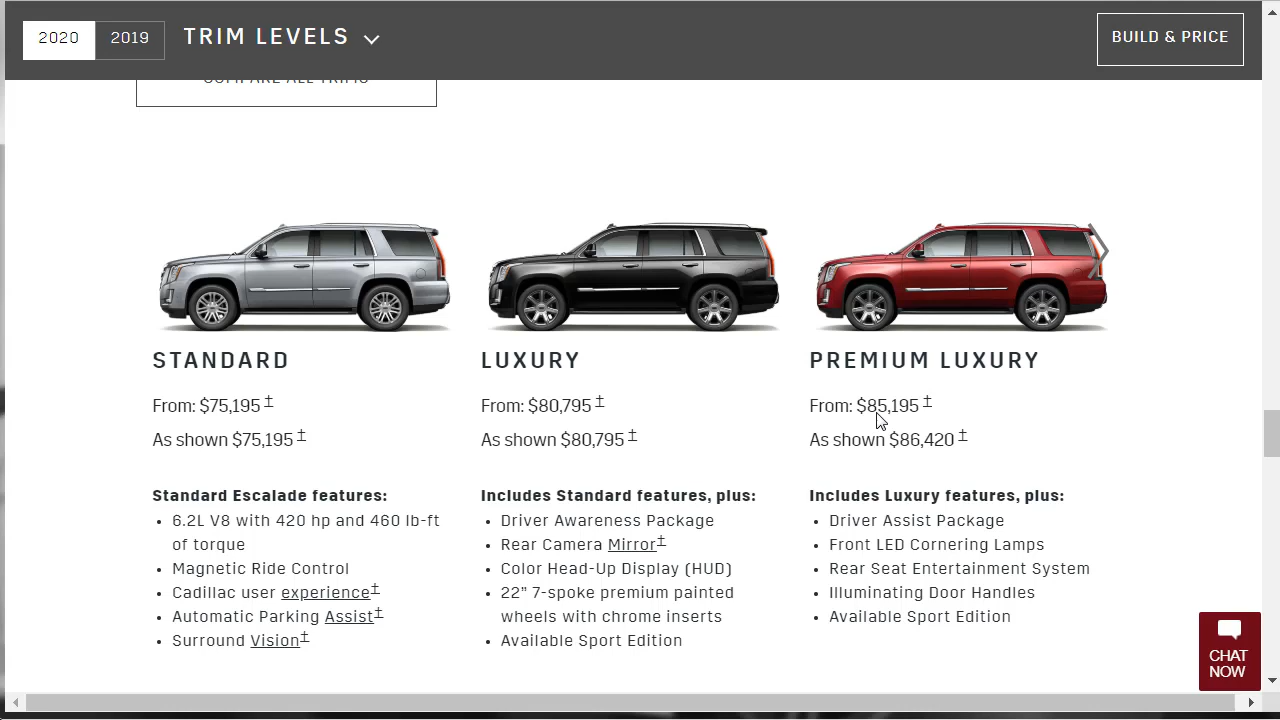 2020
2019
TRIM LEVELS
BUILD & PRICE
COMPARE ALL TRIMS
STANDARD
From: $75,195 ‡
As shown $75,195 ‡
Standard Escalade features:
• 6.2L V8 with 420 hp and 460 lb-ft
of torque
• Magnetic Ride Control
• Cadillac user experience‡
• Automatic Parking Assist‡
• Surround Vision‡
LUXURY
From: $80,795 ‡
As shown $80,795 ‡
Includes Standard features, plus:
• Driver Awareness Package
• Rear Camera Mirror‡
• Color Head-Up Display (HUD)
• 22" 7-spoke premium painted
wheels with chrome inserts
• Available Sport Edition
PREMIUM LUXURY
From: $85,195 ‡
As shown $86,420 ‡
Includes Luxury features, plus:
• Driver Assist Package
• Front LED Cornering Lamps
• Rear Seat Entertainment System
• Illuminating Door Handles
• Available Sport Edition
CHAT
NOW